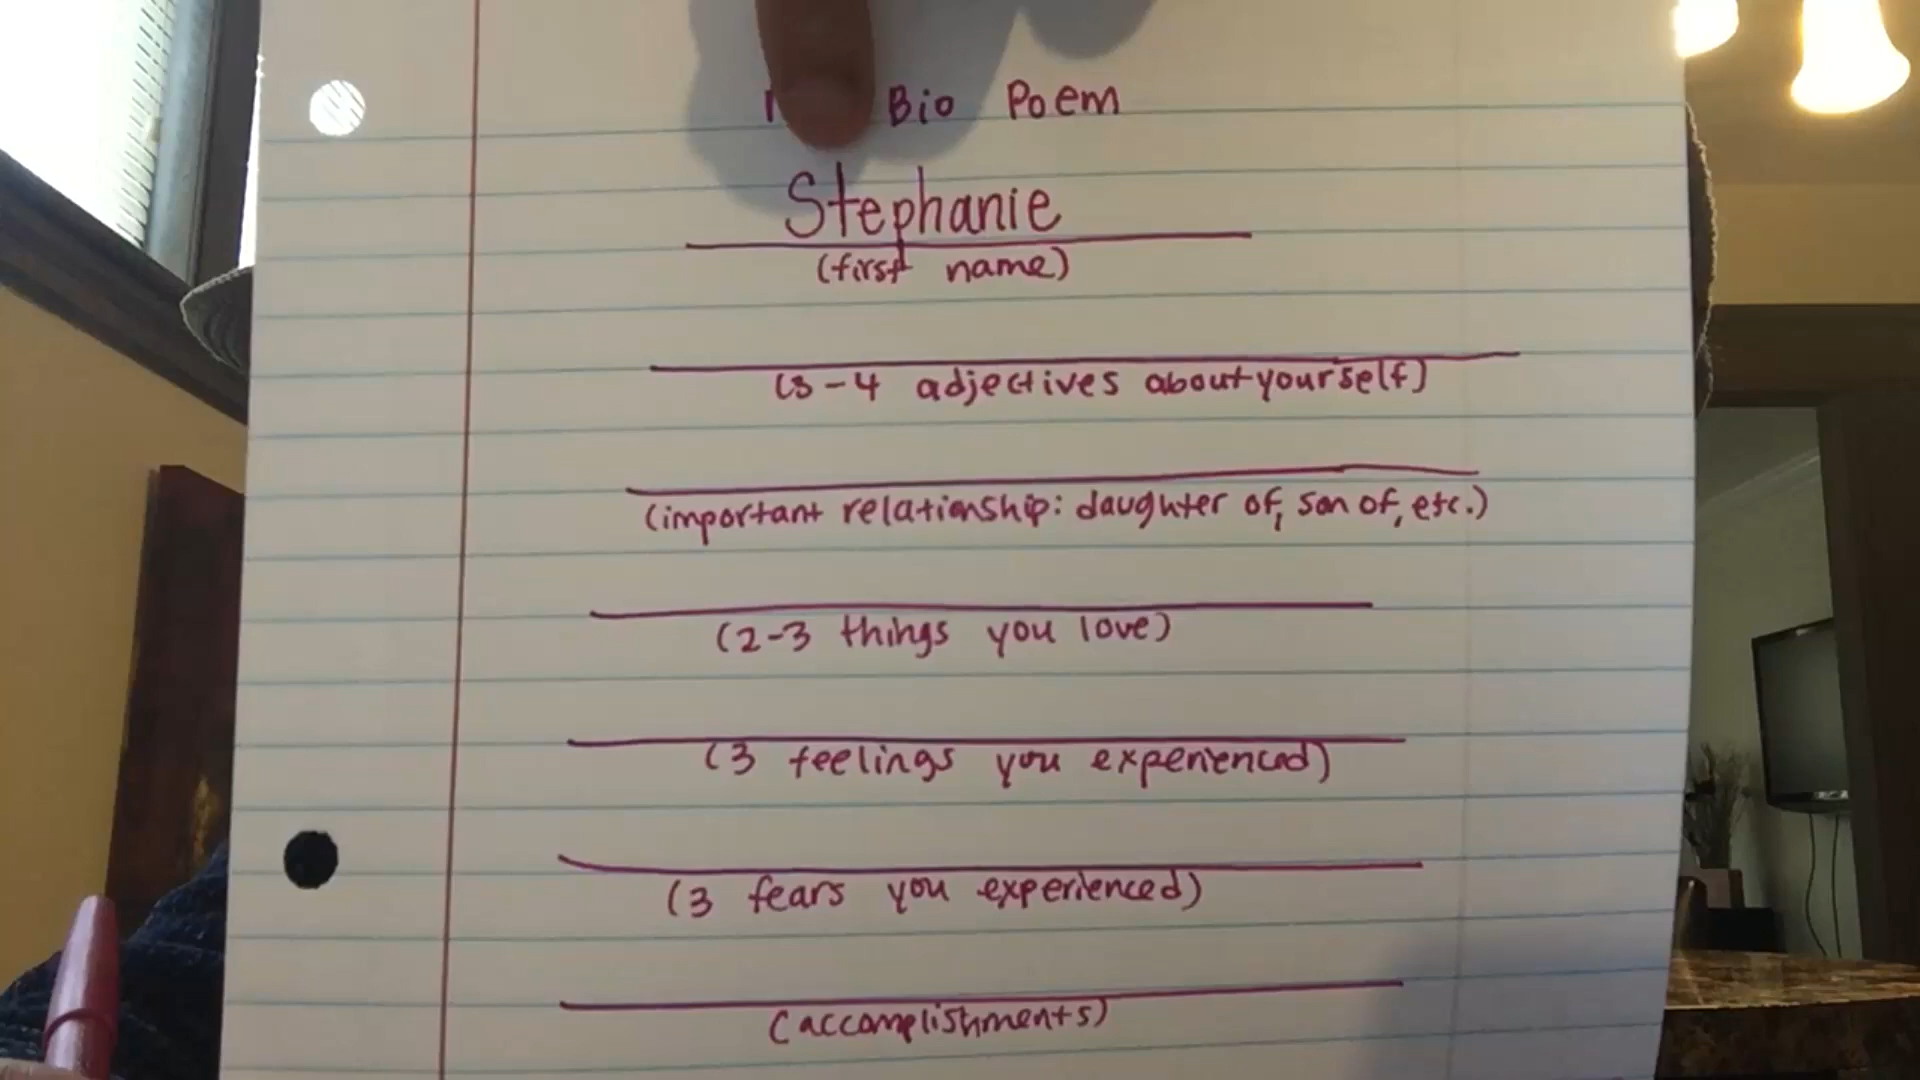 Bio Poem
Stephanie
(first name)
(3-4 adjectives about yourself)
(important relationship: daughter of, son of, etc.)
(2-3 things you love)
(3 feelings you experienced)
(3 fears you experienced)
(accomplishments)